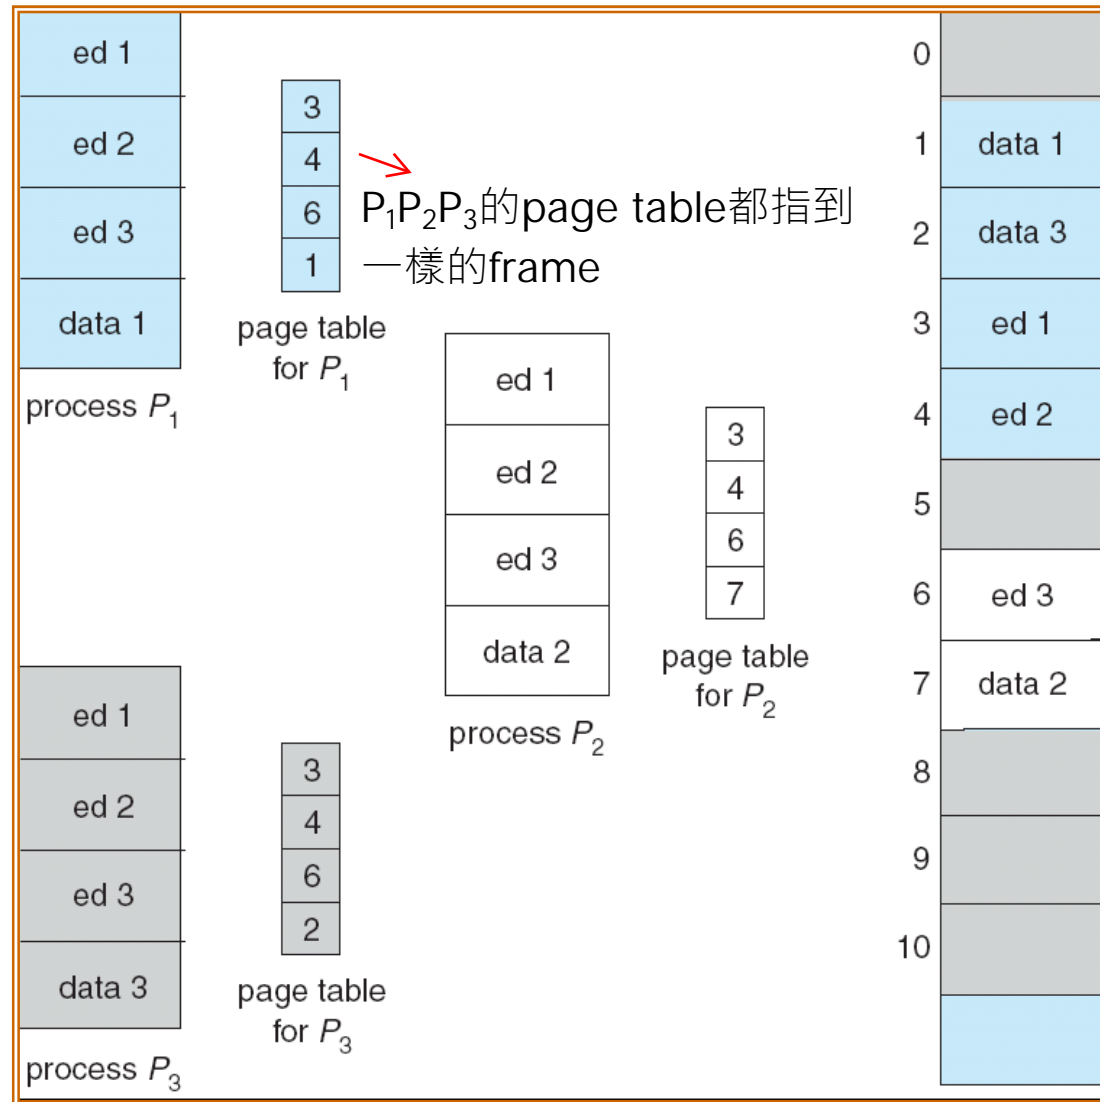 ed 1
ed 2
ed 3
data 1
process P₁
3
4
6
1
page table
for P₁
P₁P₂P₃的page table都指到
一樣的frame
ed 1
ed 2
ed 3
data 2
process P₂
3
4
6
7
page table
for P₂
ed 1
ed 2
ed 3
data 3
process P₃
3
4
6
2
page table
for P₃
0
1 data 1
2 data 3
3 ed 1
4 ed 2
5
6 ed 3
7 data 2
8
9
10